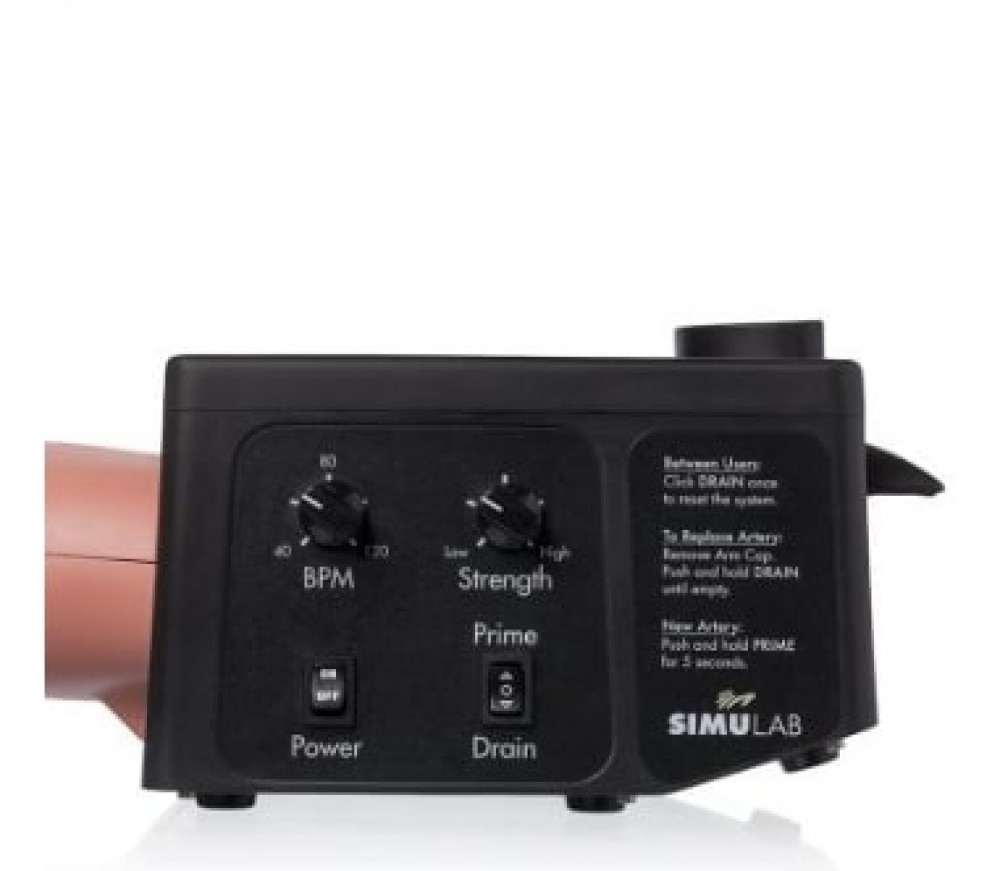 80
40
120
BPM
Low
High
Strength
Prime
ON
OFF
O
Power
Drain
Between Users:
Click DRAIN once
to reset the system.
To Replace Artery:
Remove Arm Cap.
Push and hold DRAIN
until empty.
New Artery:
Push and hold PRIME
for 5 seconds.
SIMULAB